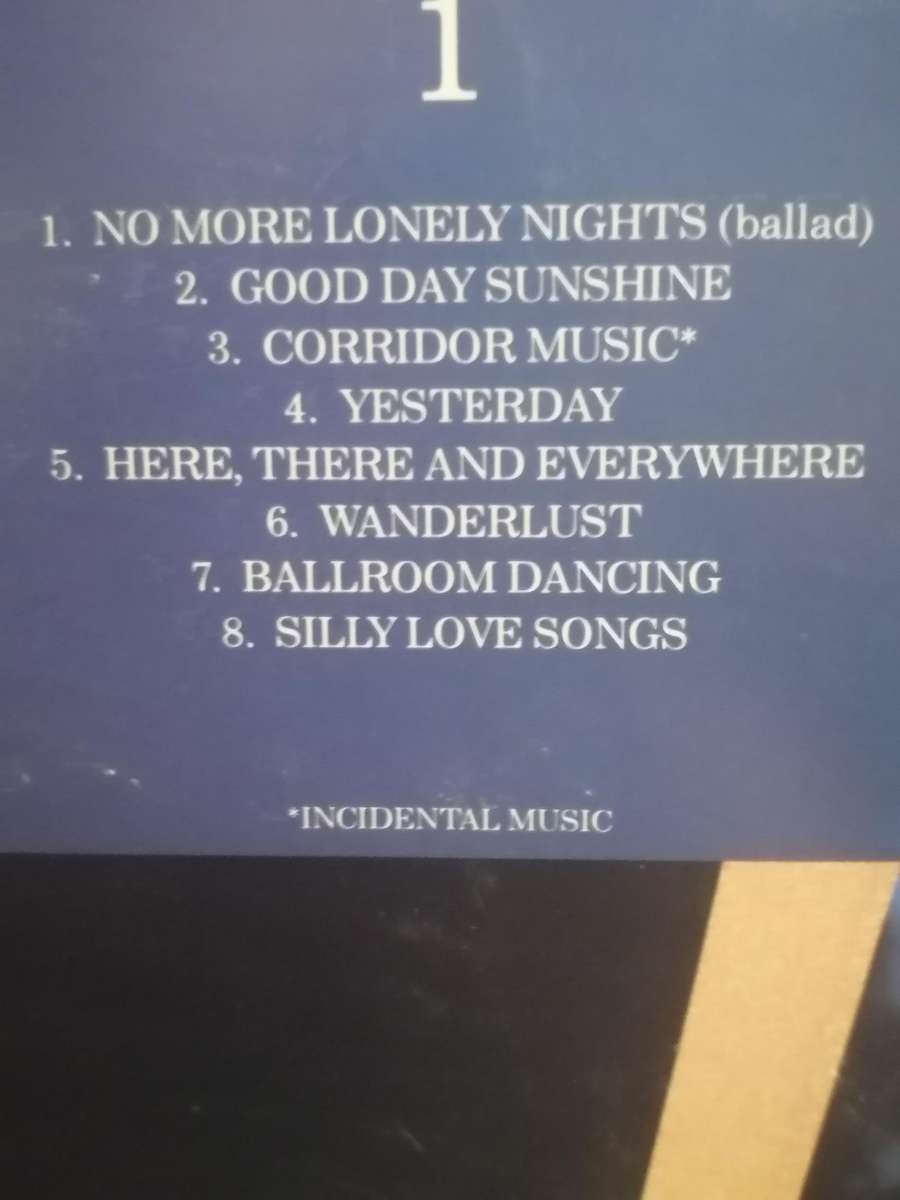 1
1. NO MORE LONELY NIGHTS (ballad)
2. GOOD DAY SUNSHINE
3. CORRIDOR MUSIC*
4. YESTERDAY
5. HERE, THERE AND EVERYWHERE
6. WANDERLUST
7. BALLROOM DANCING
8. SILLY LOVE SONGS
*INCIDENTAL MUSIC